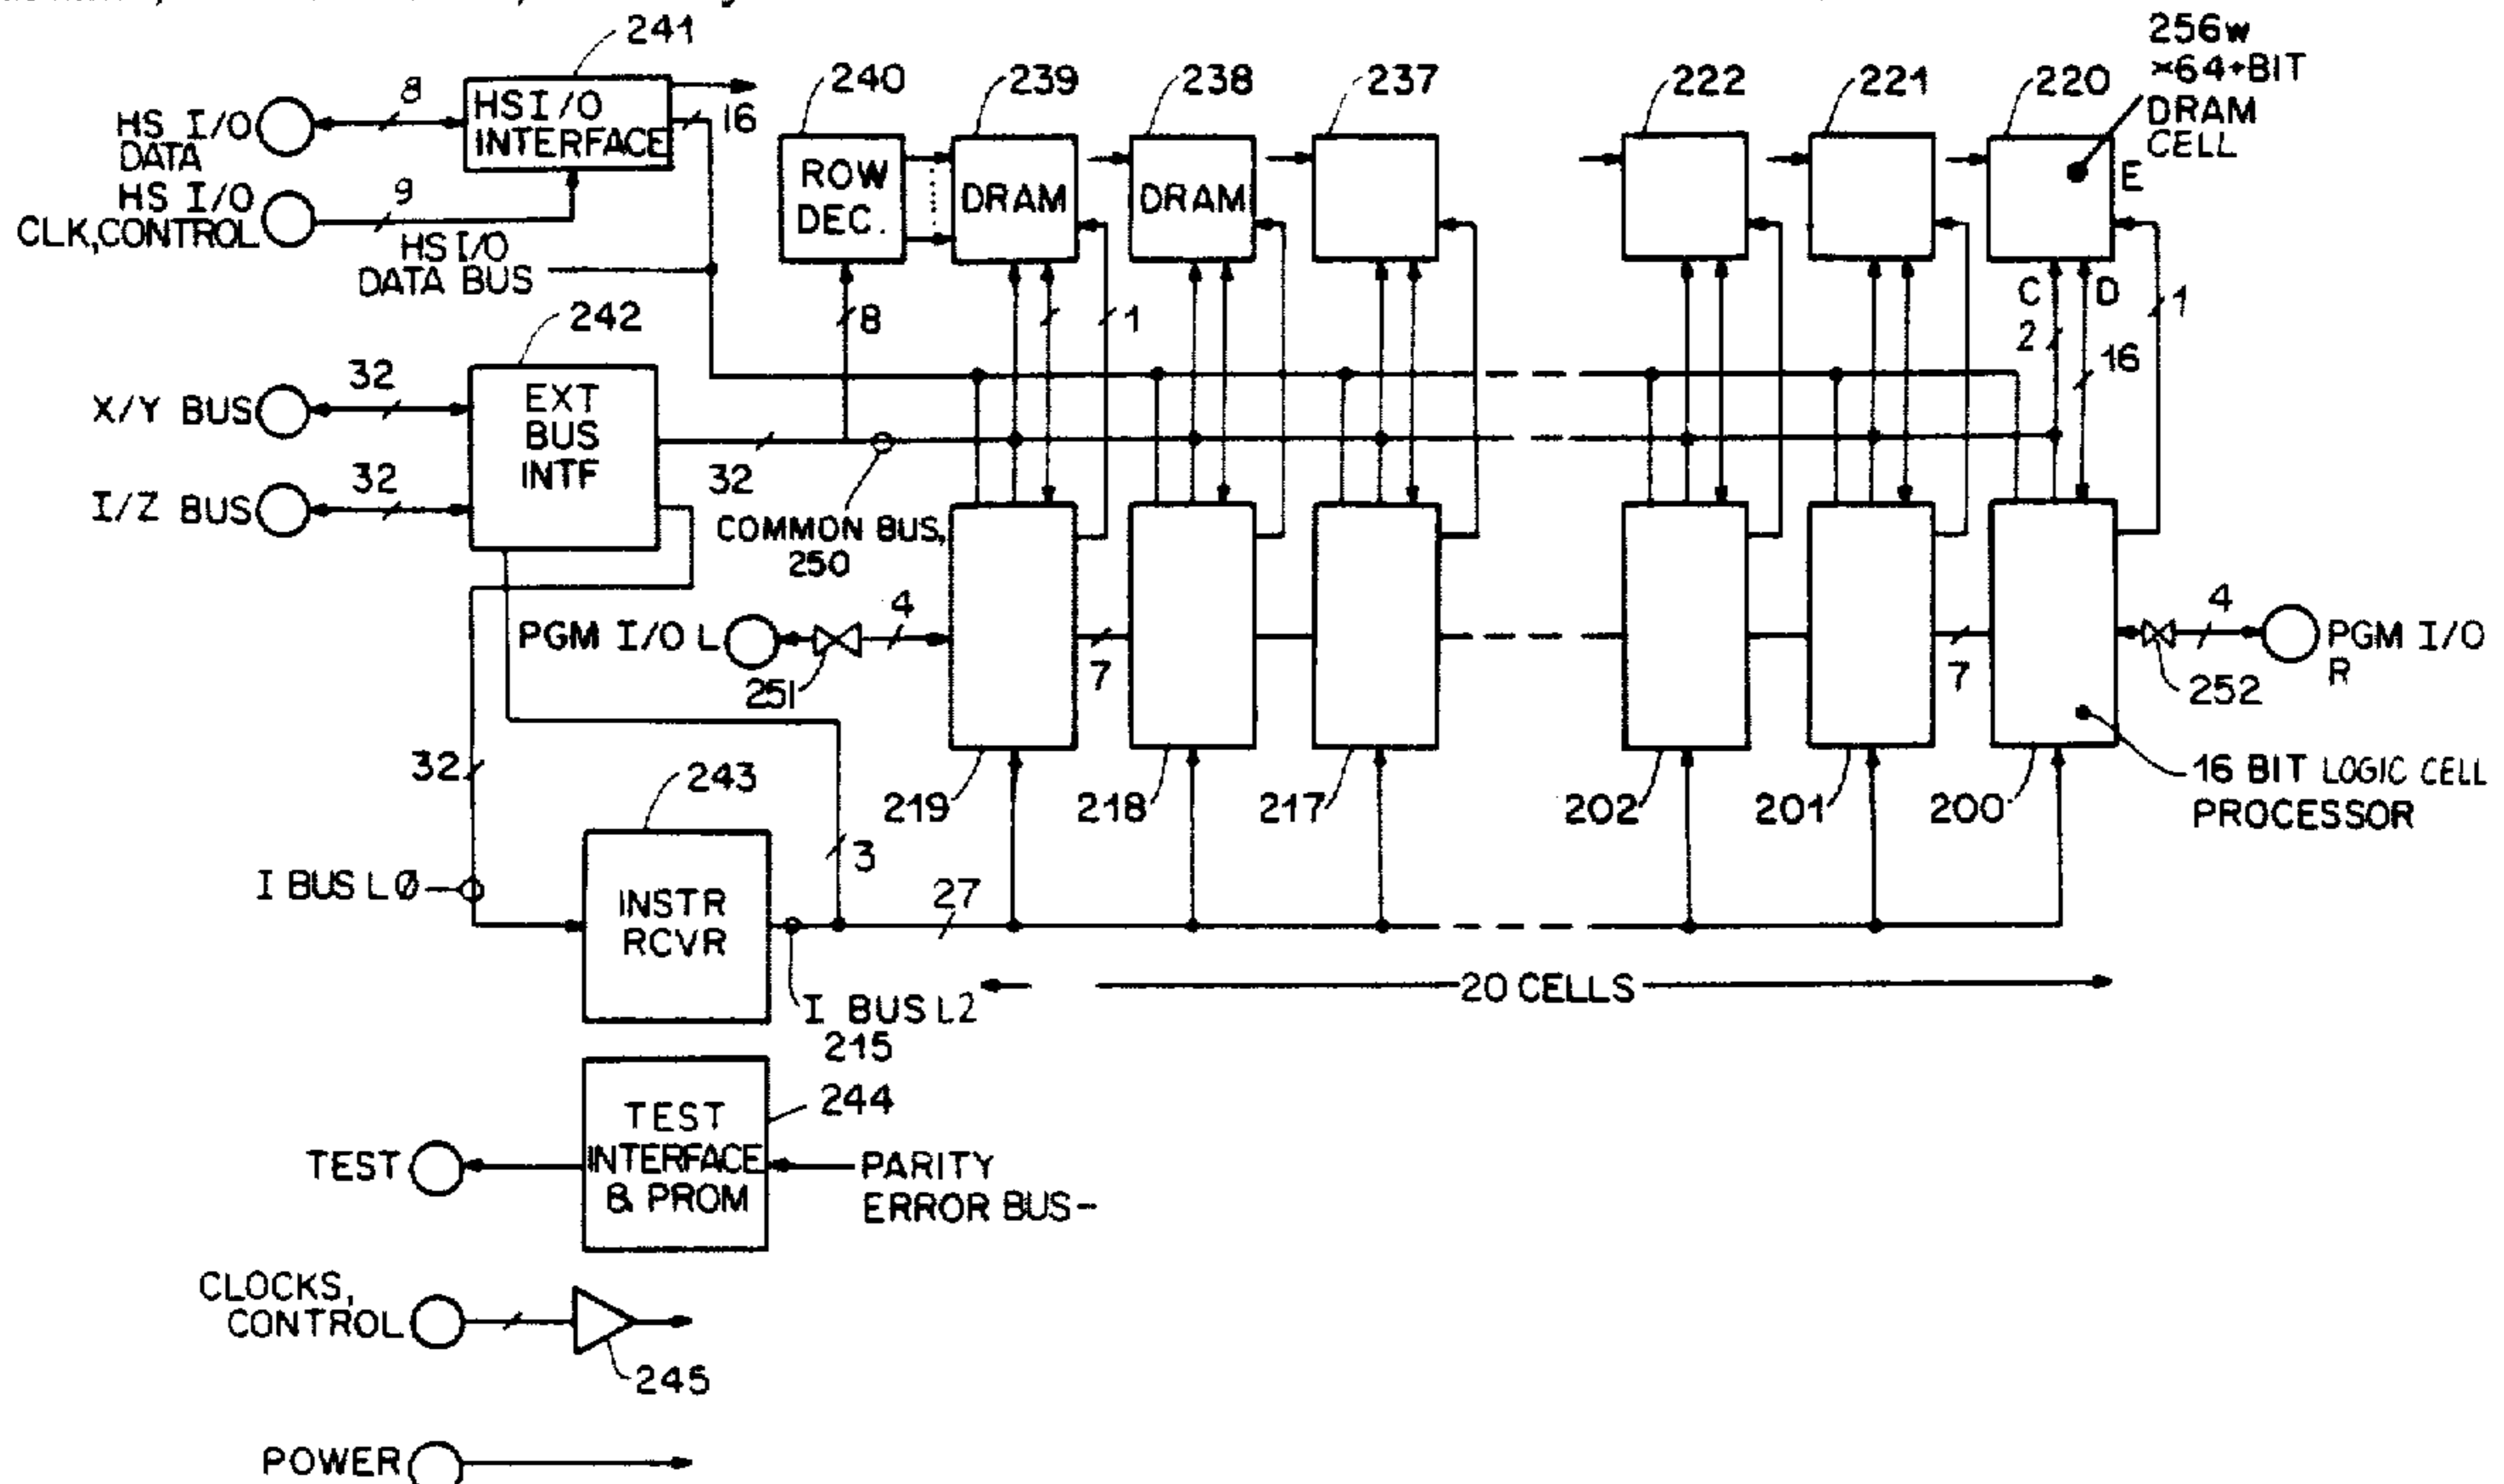 241
8
HS I/O
DATA
HS I/O
INTERFACE
16
HS I/O
CLK,CONTROL
9
HS I/O
DATA BUS
240
ROW
DEC.
239
DRAM
238
DRAM
237
222
221
220
256w
×64+BIT
DRAM
CELL
E
C
D
2
16
1
8
1
242
X/Y BUS
32
EXT
BUS
INTF
I/Z BUS
32
32
COMMON BUS,
250
PGM I/O L
251
4
7
7
4
PGM I/O
R
252
219
218
217
202
201
200
16 BIT LOGIC CELL
PROCESSOR
32
243
3
I BUS L0
INSTR
RCVR
27
I BUS L2
215
20 CELLS
244
TEST
TEST
INTERFACE
& PROM
PARITY
ERROR BUS-
CLOCKS,
CONTROL
245
POWER